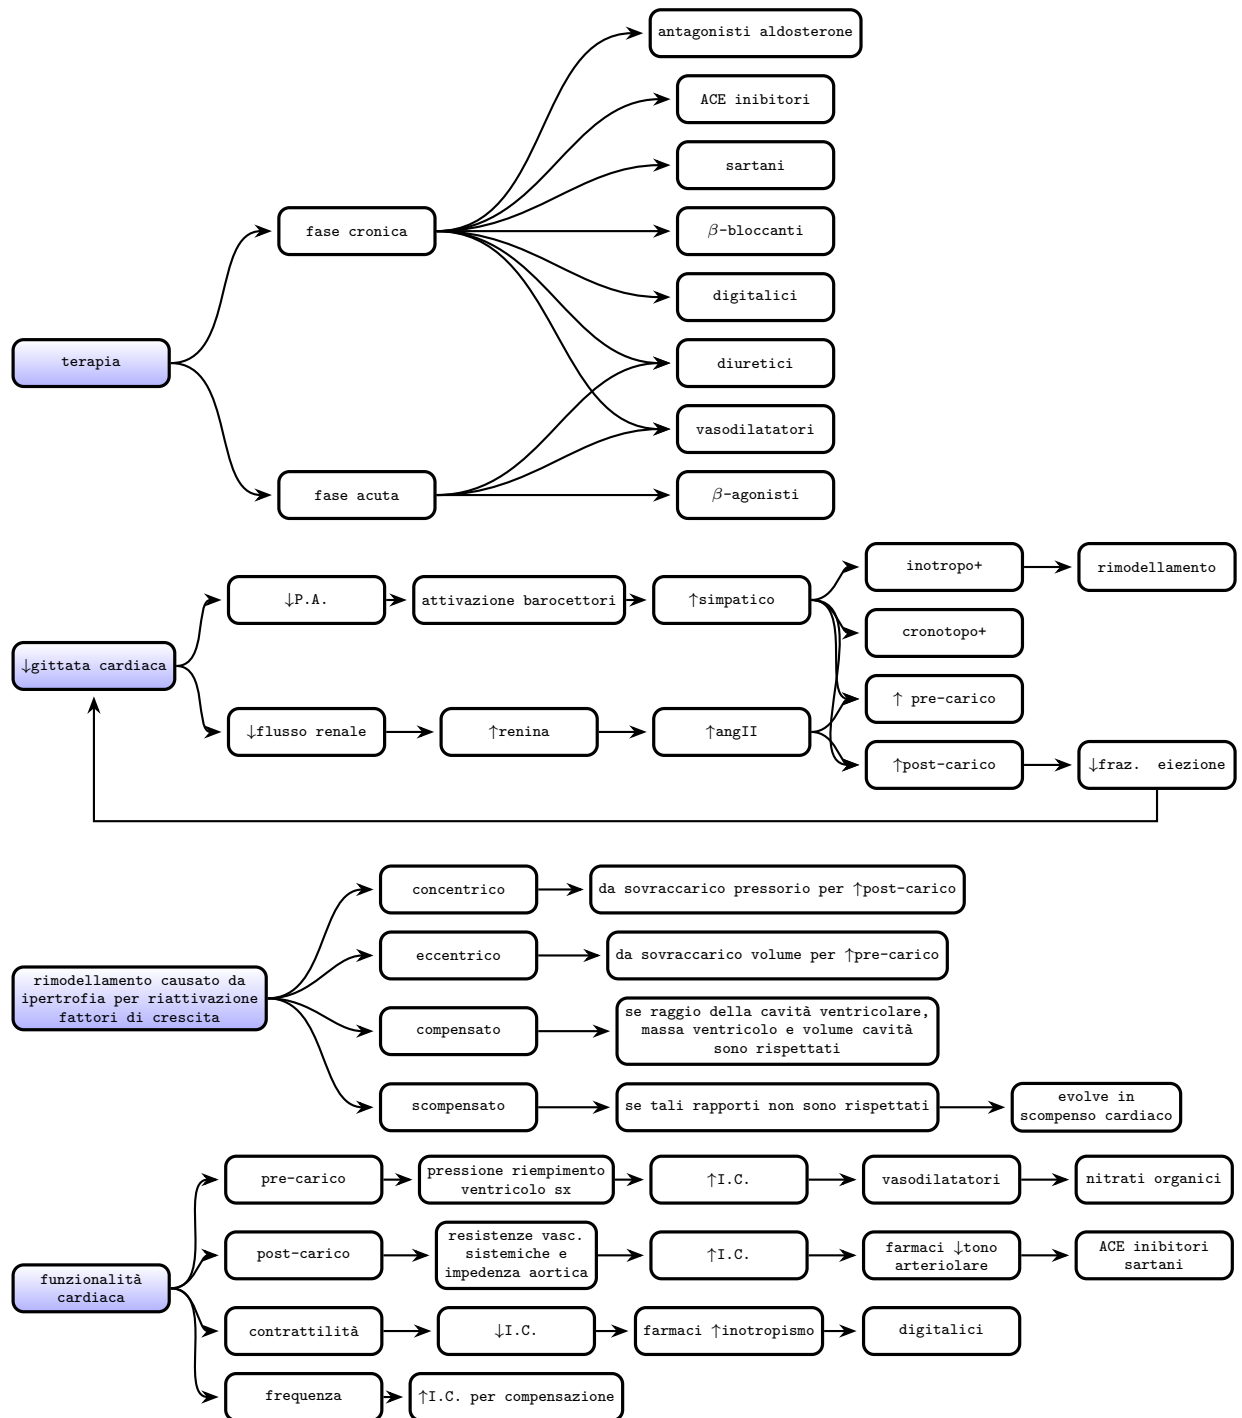 antagonisti aldosterone
ACE inibitori
sartani
fase cronica
β-bloccanti
digitalici
terapia
diuretici
vasodilatatori
fase acuta
β-agonisti
inotropo+
rimodellamento
↓P.A.
attivazione barocettori
↑simpatico
cronotopo+
↓gittata cardiaca
↑ pre-carico
↓flusso renale
↑renina
↑angII
↑post-carico
↓fraz. eiezione
concentrico
da sovraccarico pressorio per ↑post-carico
eccentrico
da sovraccarico volume per ↑pre-carico
rimodellamento causato da
ipertrofia per riattivazione
fattori di crescita
compensato
se raggio della cavità ventricolare,
massa ventricolo e volume cavità
sono rispettati
scompensato
se tali rapporti non sono rispettati
evolve in
scompenso cardiaco
pre-carico
pressione riempimento
ventricolo sx
↑I.C.
vasodilatatori
nitrati organici
post-carico
resistenze vasc.
sistemiche e
impedenza aortica
↑I.C.
farmaci ↓tono
arteriolare
ACE inibitori
sartani
funzionalità
cardiaca
contrattilità
↓I.C.
farmaci ↑inotropismo
digitalici
frequenza
↑I.C. per compensazione